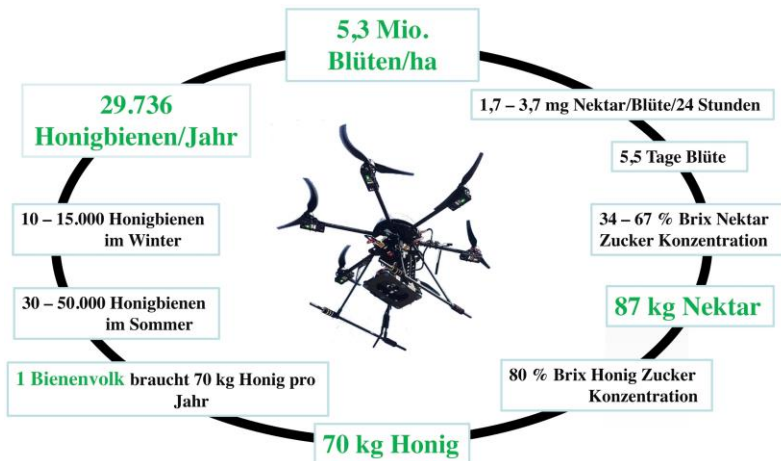 5,3 Mio.
Blüten/ha
1,7 – 3,7 mg Nektar/Blüte/24 Stunden
5,5 Tage Blüte
34 – 67 % Brix Nektar
Zucker Konzentration
87 kg Nektar
80 % Brix Honig Zucker
Konzentration
70 kg Honig
1 Bienenvolk braucht 70 kg Honig pro
Jahr
30 – 50.000 Honigbienen
im Sommer
10 – 15.000 Honigbienen
im Winter
29.736
Honigbienen/Jahr